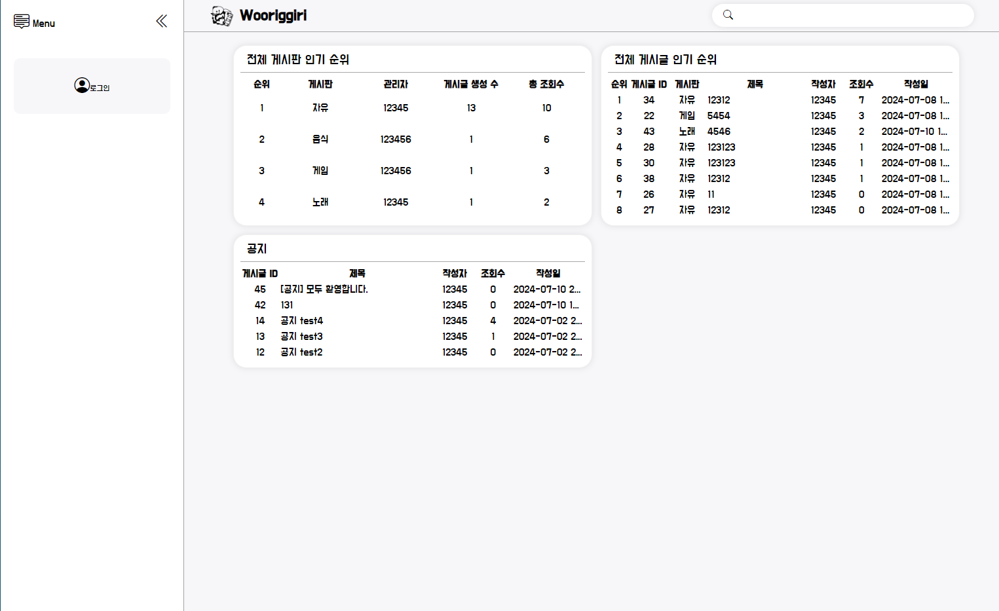 Menu
로그인
Wooriggiri
전체 게시판 인기 순위
순위 게시판 관리자 게시글 생성 수 총 조회수
1 자유 12345 13 10
2 음식 123456 1 6
3 게임 123456 1 3
4 노래 12345 1 2
전체 게시글 인기 순위
순위 게시글 ID 게시판 제목 작성자 조회수 작성일
1 34 자유 12312 12345 7 2024-07-08 1...
2 22 게임 5454 12345 3 2024-07-08 1...
3 43 노래 4546 12345 2 2024-07-10 1...
4 28 자유 123123 12345 1 2024-07-08 1...
5 30 자유 123123 12345 1 2024-07-08 1...
6 38 자유 12312 12345 1 2024-07-08 1...
7 26 자유 11 12345 0 2024-07-08 1...
8 27 자유 12312 12345 0 2024-07-08 1...
공지
게시글 ID 제목 작성자 조회수 작성일
45 [공지] 모두 환영합니다. 12345 0 2024-07-10 2...
42 131 12345 0 2024-07-10 1...
14 공지 test4 12345 4 2024-07-02 2...
13 공지 test3 12345 1 2024-07-02 2...
12 공지 test2 12345 0 2024-07-02 2...